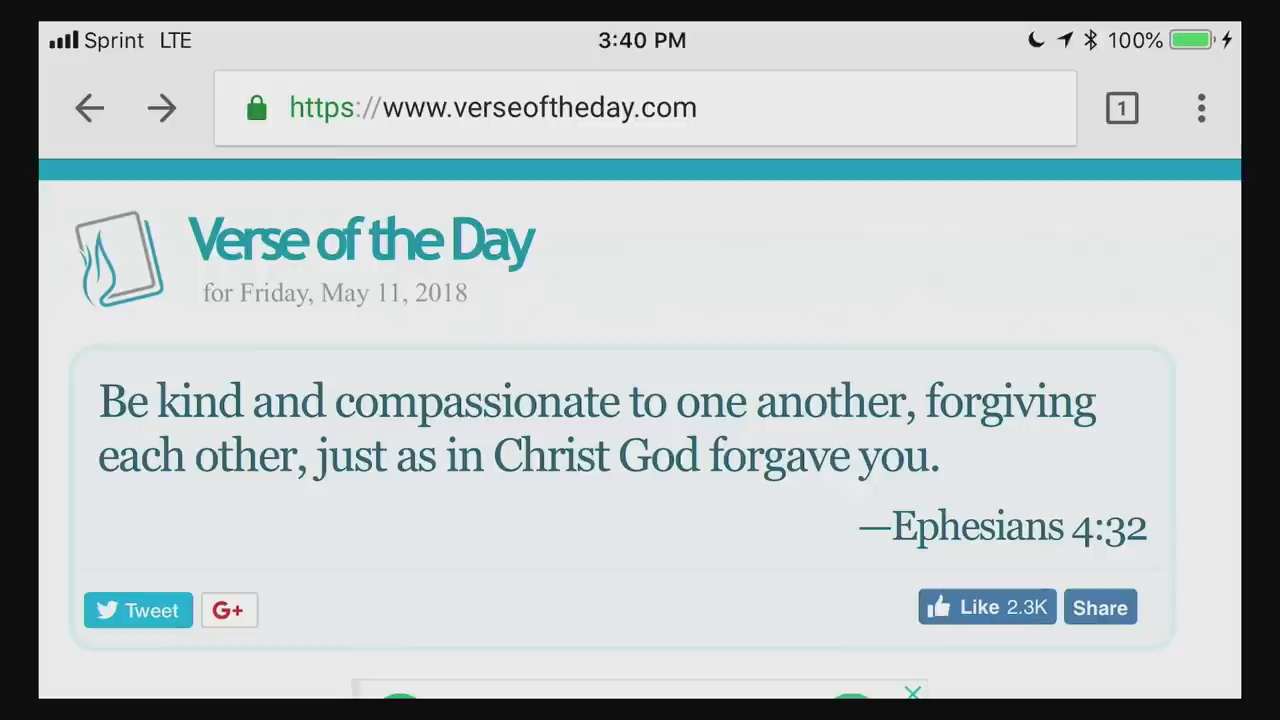 Sprint LTE 3:40 PM 100%
https://www.verseoftheday.com 1
Verse of the Day
for Friday, May 11, 2018
Be kind and compassionate to one another, forgiving
each other, just as in Christ God forgave you.
—Ephesians 4:32
Tweet G+ Like 2.3K Share